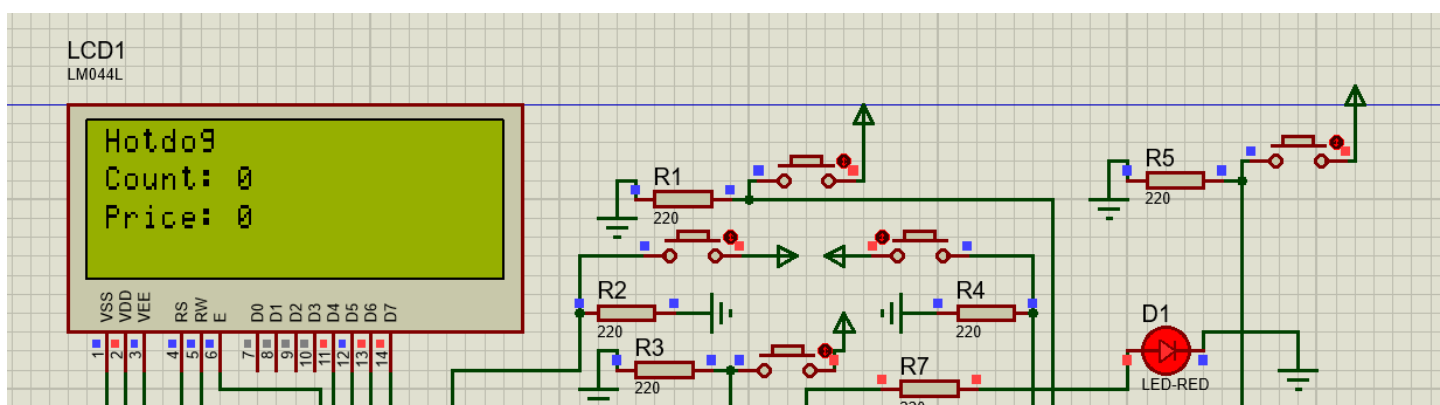 LCD1
LM044L
Hotdog
Count: 0
Price: 0
VSS
VDD
VEE
RS
RW
E
D0
D1
D2
D3
D4
D5
D6
D7
1
2
3
4
5
6
7
8
9
10
11
12
13
14
R1
220
R2
220
R3
220
R4
220
R5
220
R7
220
D1
LED-RED